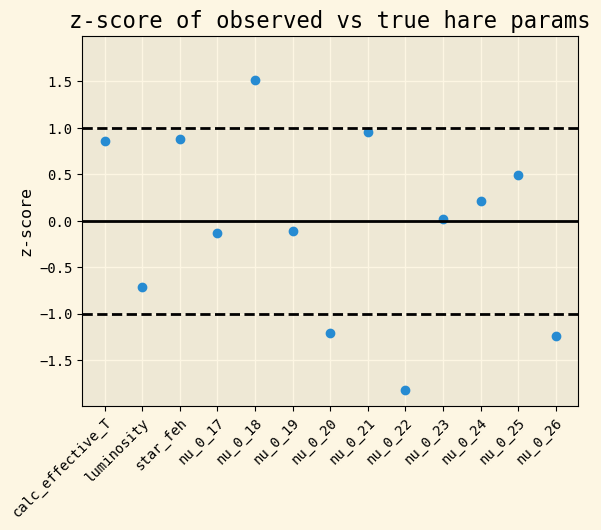 z-score of observed vs true hare params
z-score
1.5
1.0
0.5
0.0
−0.5
−1.0
−1.5
calc_effective_T
luminosity
star_feh
nu_0_17
nu_0_18
nu_0_19
nu_0_20
nu_0_21
nu_0_22
nu_0_23
nu_0_24
nu_0_25
nu_0_26